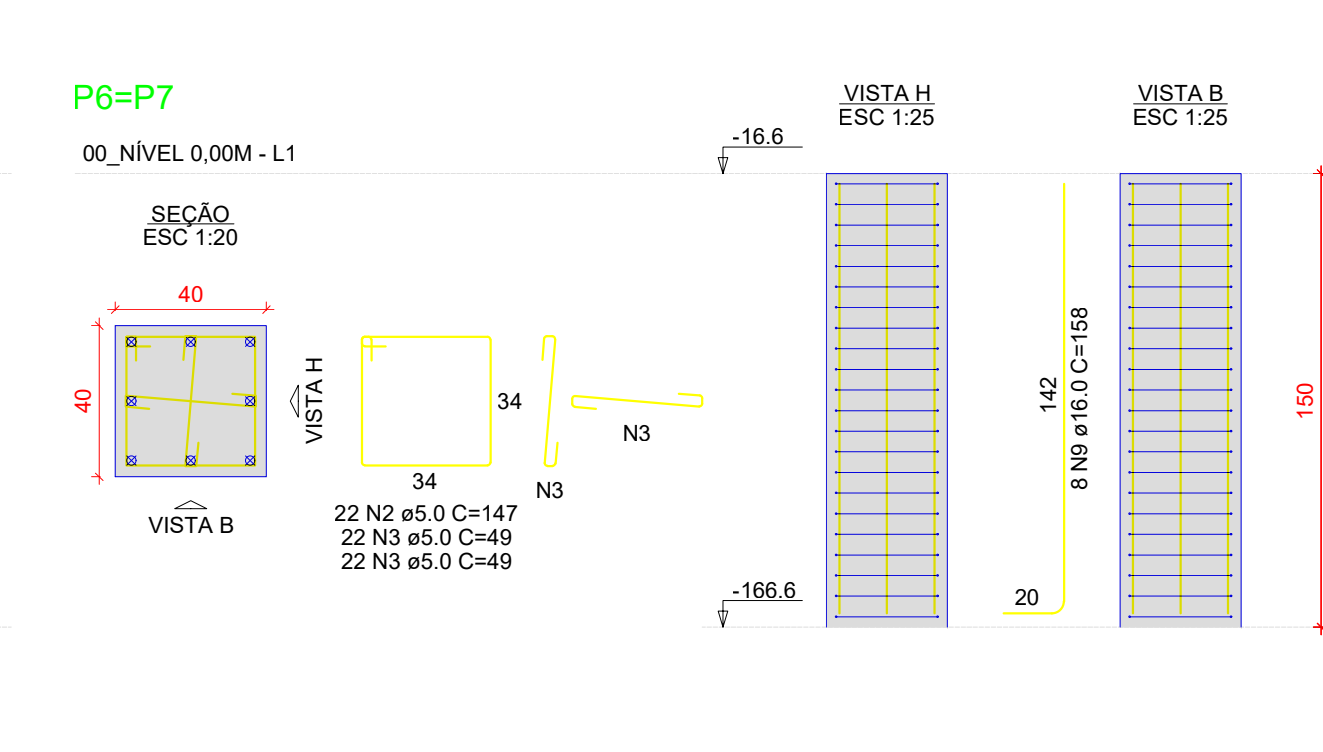 P6=P7
00_NÍVEL 0,00M - L1
SEÇÃO
ESC 1:20
40
40
VISTA H
VISTA B
34
34
N3
N3
22 N2 ø5.0 C=147
22 N3 ø5.0 C=49
22 N3 ø5.0 C=49
-16.6
-166.6
VISTA H
ESC 1:25
142
8 N9 ø16.0 C=158
20
VISTA B
ESC 1:25
150